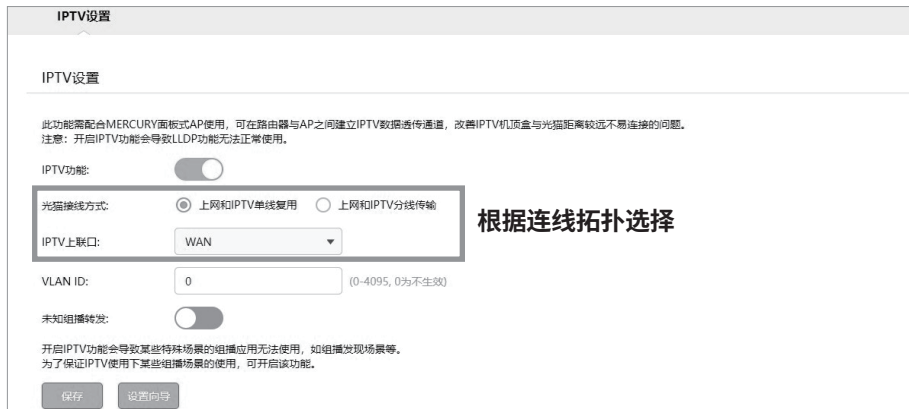 IPTV设置
IPTV设置
此功能需配合MERCURY面板式AP使用，可在路由器与AP之间建立IPTV数据透传通道，改善IPTV机顶盒与光猫距离较远不易连接的问题。
注意：开启IPTV功能会导致LLDP功能无法正常使用。
IPTV功能:
光猫接线方式: 上网和IPTV单线复用 上网和IPTV分线传输
根据连线拓扑选择
IPTV上联口: WAN
VLAN ID: 0 (0-4095, 0为不生效)
未知组播转发:
开启IPTV功能会导致某些特殊场景的组播应用无法使用，如组播发现场景等。
为了保证IPTV使用下某些组播场景的使用，可开启该功能。
保存 设置向导